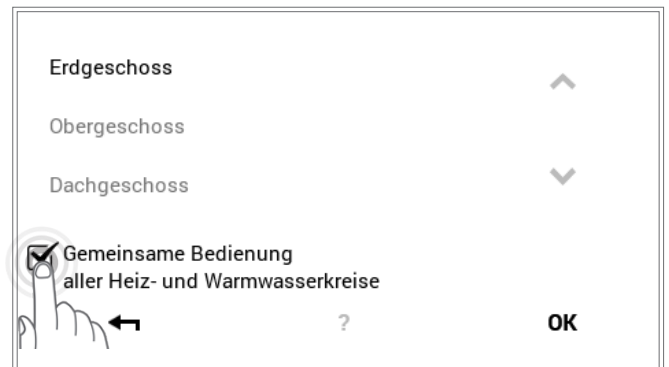 Erdgeschoss
Obergeschoss
Dachgeschoss
Gemeinsame Bedienung
aller Heiz- und Warmwasserkreise
? OK